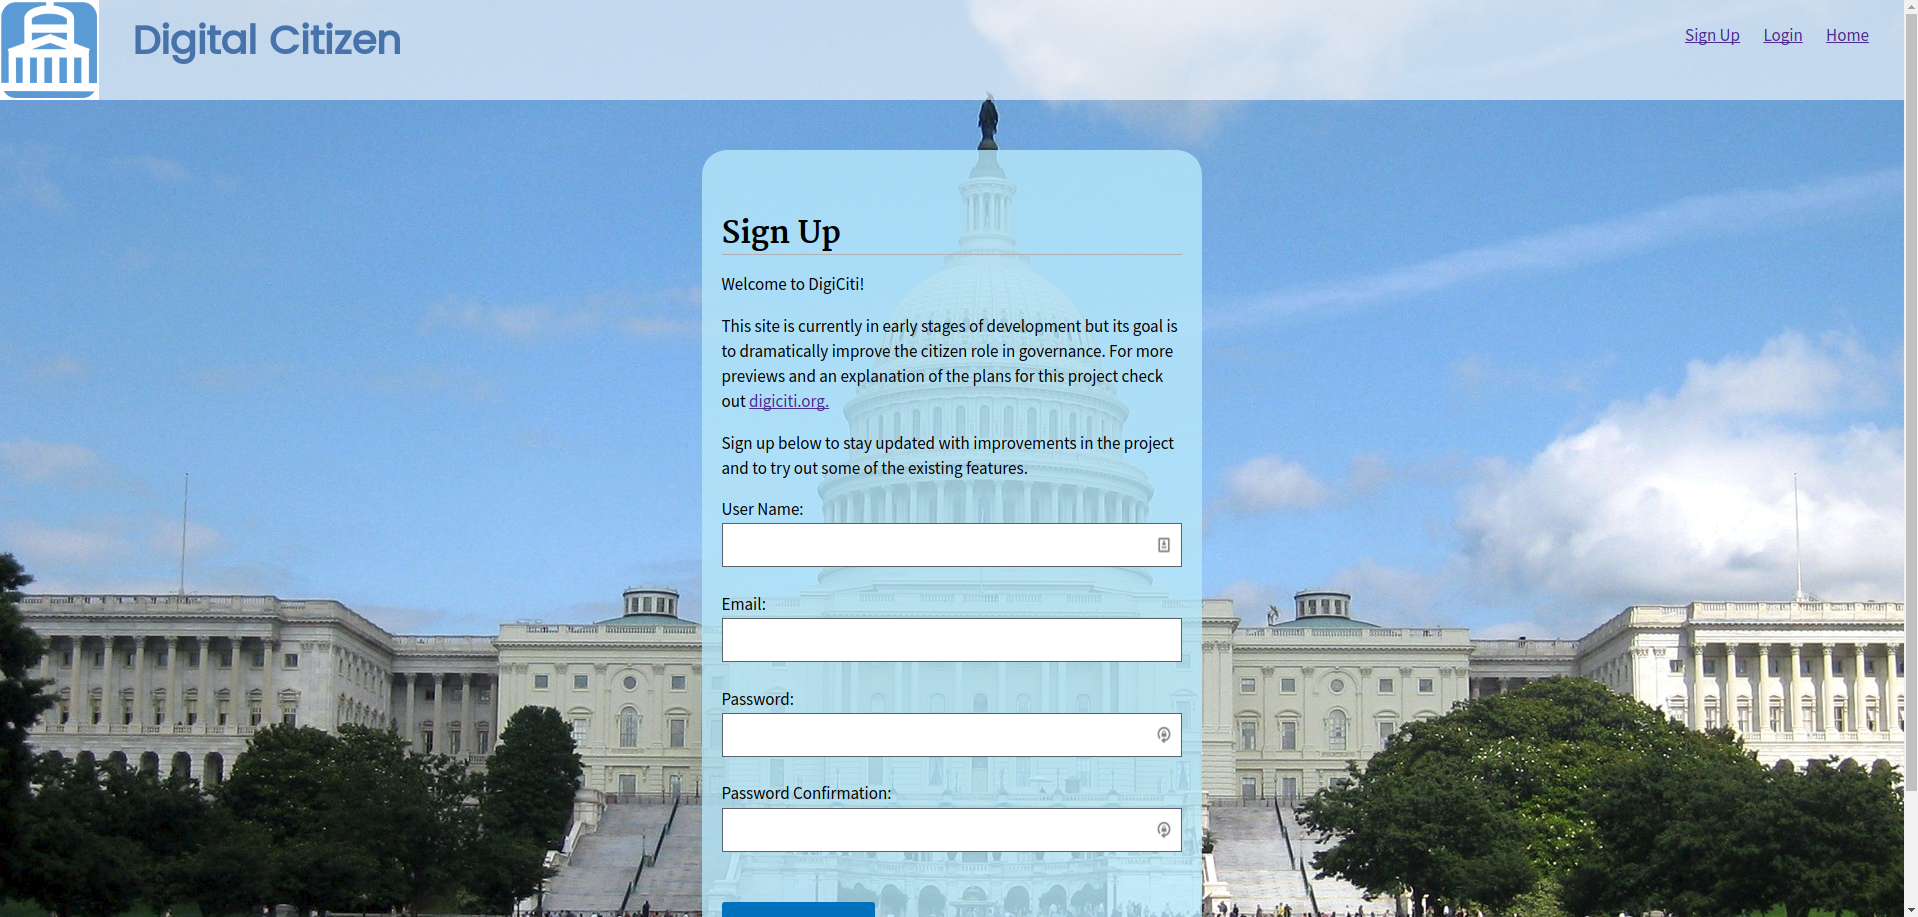 Digital Citizen
Sign Up Login Home
Sign Up
Welcome to DigiCiti!
This site is currently in early stages of development but its goal is
to dramatically improve the citizen role in governance. For more
previews and an explanation of the plans for this project check
out digiciti.org.
Sign up below to stay updated with improvements in the project
and to try out some of the existing features.
User Name:
Email:
Password:
Password Confirmation: